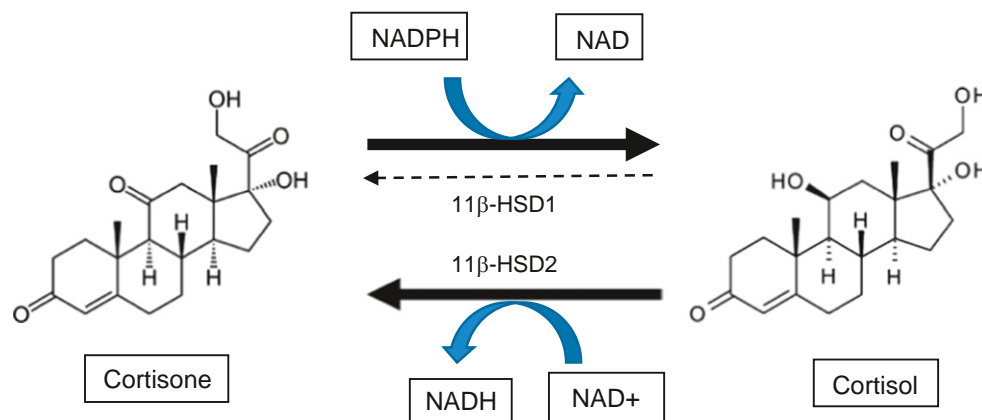 NADPH
NAD
OH
O
O
OH
H
H
H
O
Cortisone
11β-HSD1
11β-HSD2
NADH
NAD+
OH
O
HO
OH
H
H
O
Cortisol